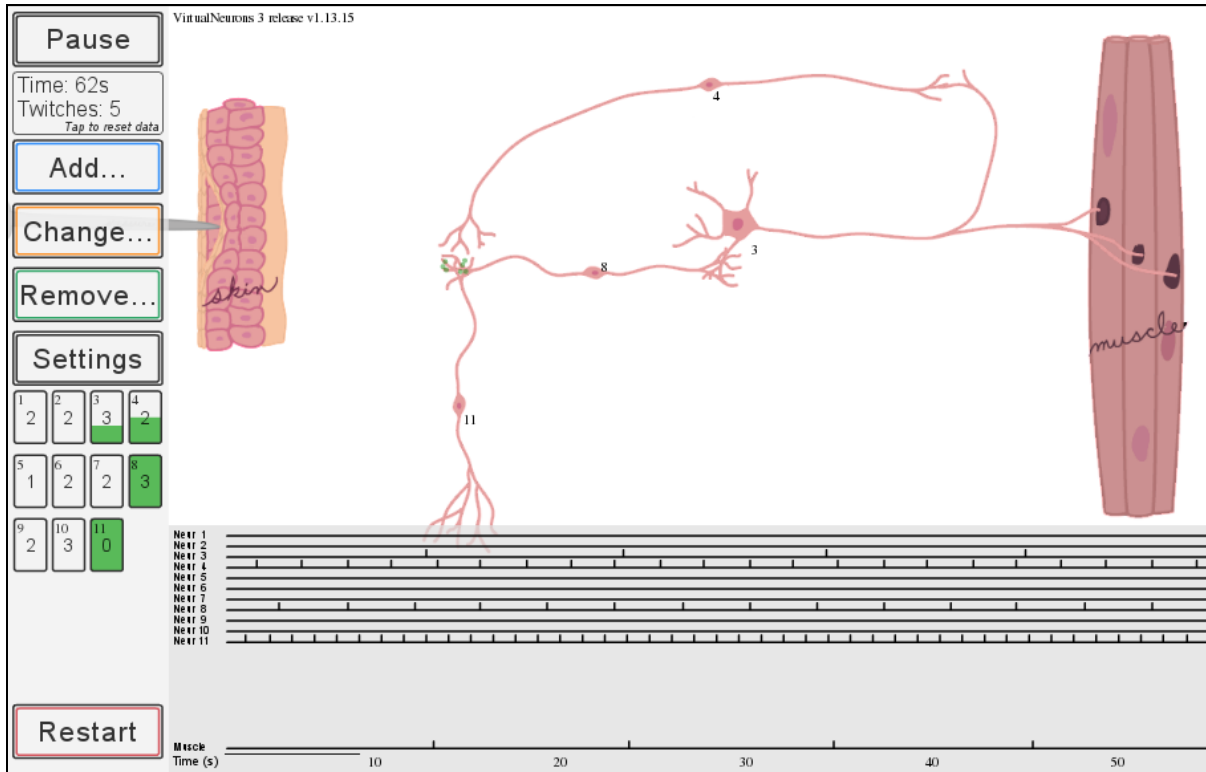 VirtualNeurons 3 release v1.13.15
Pause
Time: 62s
Twitches: 5
Tap to reset data
Add...
Change...
Remove...
Settings
1 2
2 2
3 3
4 2
5 1
6 2
7 2
8 3
9 2
10 3
11 0
Restart
skin
4
3
8
11
muscle
Neur 1
Neur 2
Neur 3
Neur 4
Neur 5
Neur 6
Neur 7
Neur 8
Neur 9
Neur 10
Neur 11
Muscle
Time (s) 10 20 30 40 50